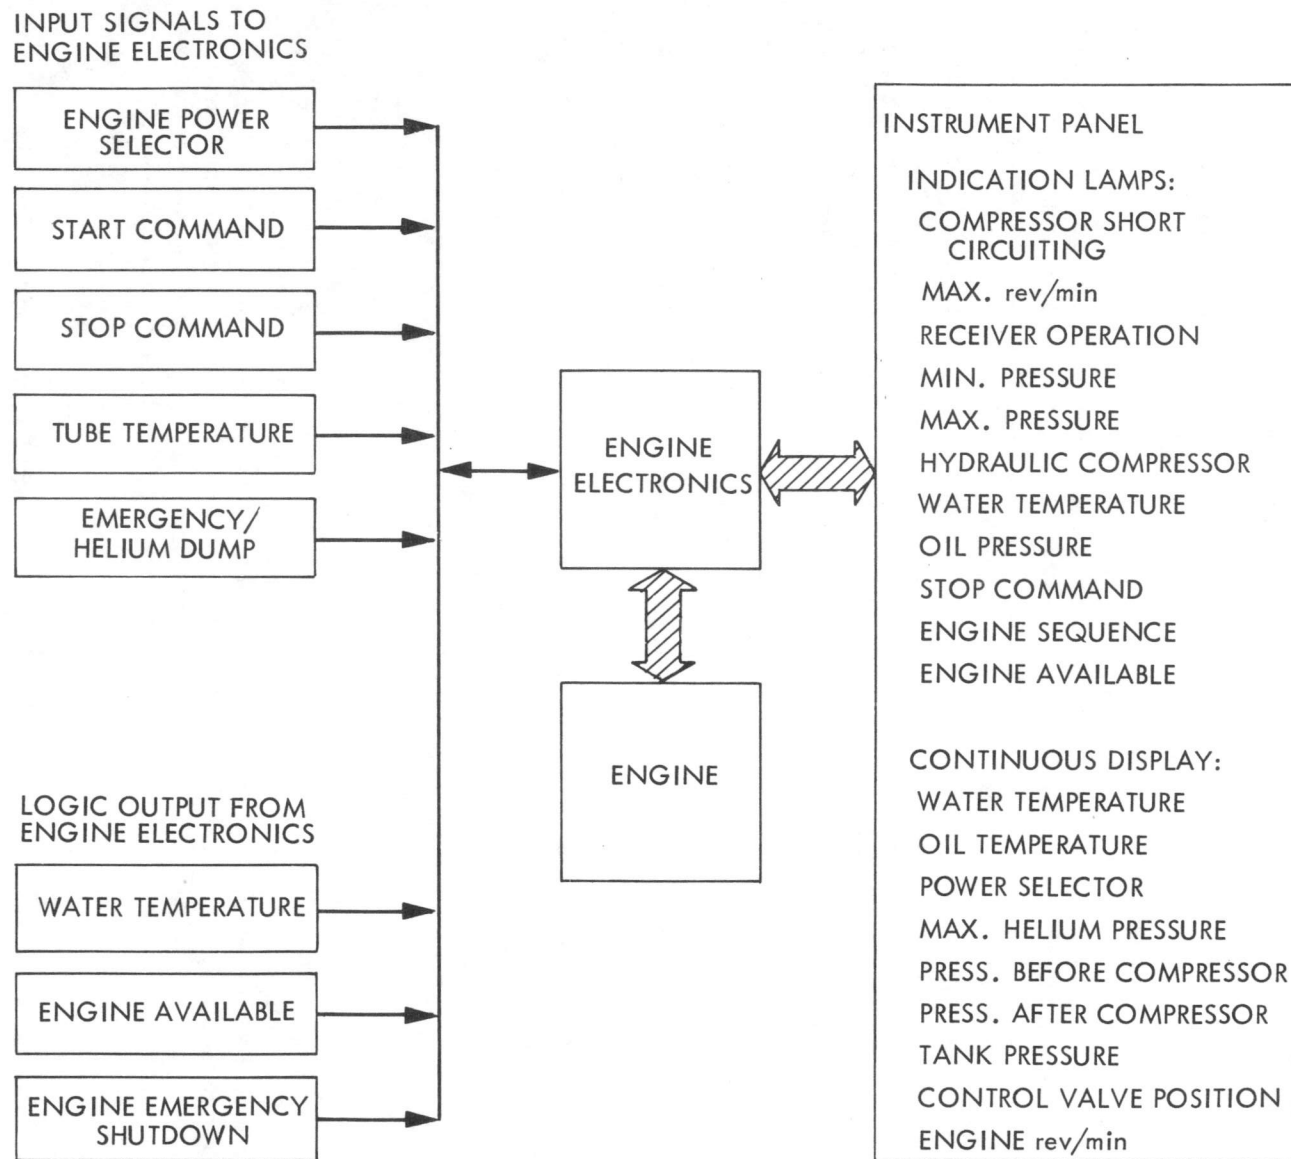 INPUT SIGNALS TO
ENGINE ELECTRONICS
ENGINE POWER
SELECTOR
START COMMAND
STOP COMMAND
TUBE TEMPERATURE
EMERGENCY/
HELIUM DUMP
LOGIC OUTPUT FROM
ENGINE ELECTRONICS
WATER TEMPERATURE
ENGINE AVAILABLE
ENGINE EMERGENCY
SHUTDOWN
ENGINE
ELECTRONICS
ENGINE
INSTRUMENT PANEL
INDICATION LAMPS:
COMPRESSOR SHORT
CIRCUITING
MAX. rev/min
RECEIVER OPERATION
MIN. PRESSURE
MAX. PRESSURE
HYDRAULIC COMPRESSOR
WATER TEMPERATURE
OIL PRESSURE
STOP COMMAND
ENGINE SEQUENCE
ENGINE AVAILABLE
CONTINUOUS DISPLAY:
WATER TEMPERATURE
OIL TEMPERATURE
POWER SELECTOR
MAX. HELIUM PRESSURE
PRESS. BEFORE COMPRESSOR
PRESS. AFTER COMPRESSOR
TANK PRESSURE
CONTROL VALVE POSITION
ENGINE rev/min